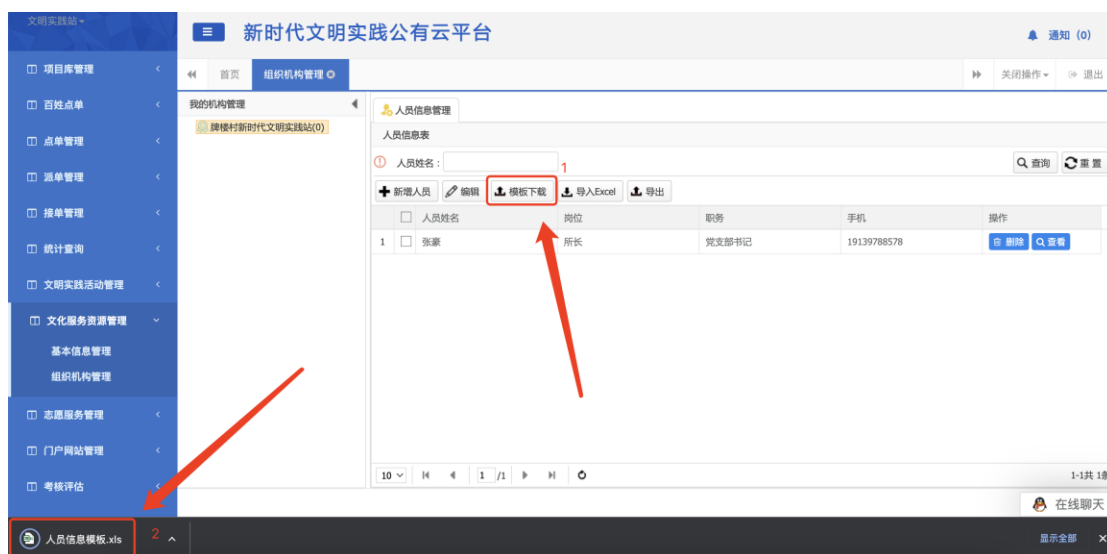 文明实践站
新时代文明实践公有云平台
通知 (0)
项目库管理
百姓点单
点单管理
派单管理
接单管理
统计查询
文明实践活动管理
文化服务资源管理
基本信息管理
组织机构管理
志愿服务管理
门户网站管理
考核评估
首页 组织机构管理 关闭操作 退出
我的机构管理
牌楼村新时代文明实践站(0)
人员信息管理
人员信息表
人员姓名： 查询 重置
1
新增人员 编辑 模板下载 导入Excel 导出
人员姓名 岗位 职务 手机 操作
1 张豪 所长 党支部书记 19139788578 删除 查看
10 1 /1 1-1共 1条
在线聊天
人员信息模板.xls 2 显示全部